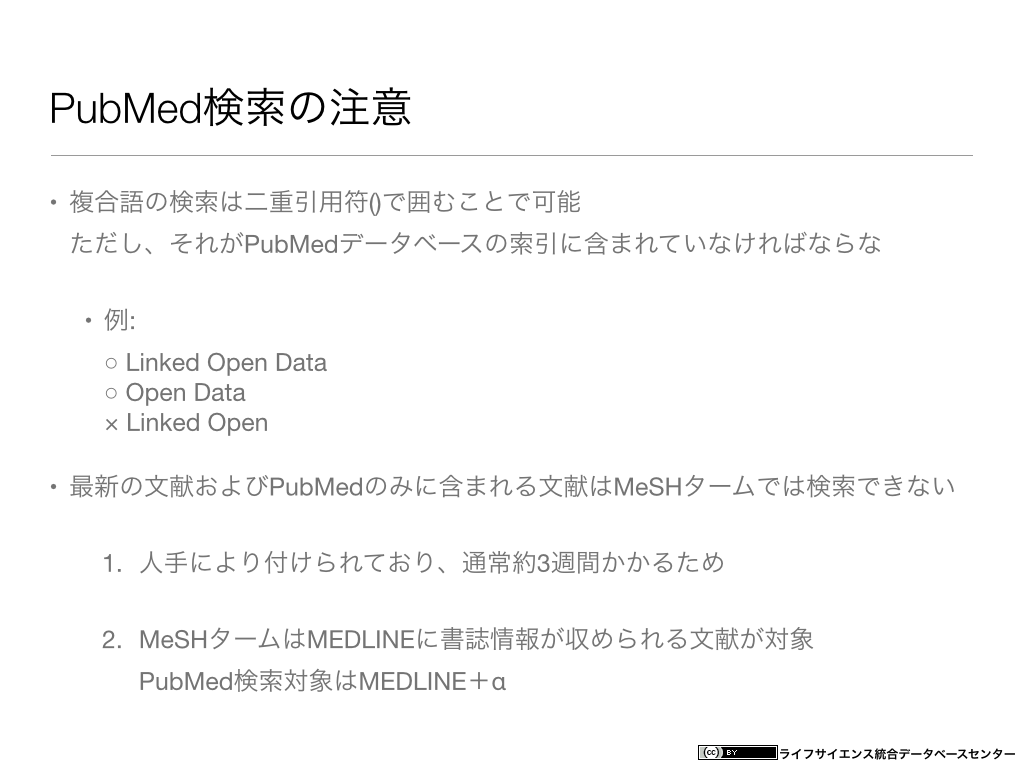 PubMed検索の注意
• 複合語の検索は二重引用符()で囲むことで可能
ただし、それがPubMedデータベースの索引に含まれていなければならな
• 例:
○ Linked Open Data
○ Open Data
× Linked Open
• 最新の文献およびPubMedのみに含まれる文献はMeSHタームでは検索できない
1. 人手により付けられており、通常約3週間かかるため
2. MeSHタームはMEDLINEに書誌情報が収められる文献が対象
PubMed検索対象はMEDLINE＋α
(cc) BY ライフサイエンス統合データベースセンター